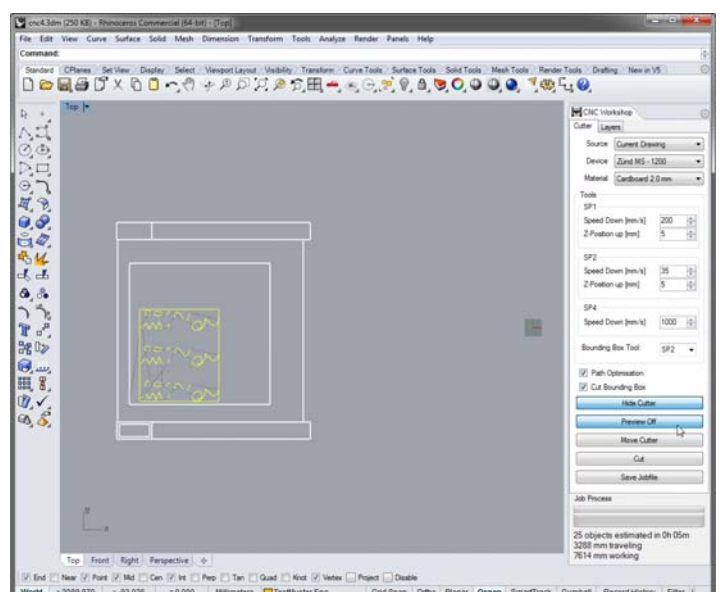 cnc4.3dm (250 KB) - Rhinoceros Commercial (64-bit) - [Top]
File Edit View Curve Surface Solid Mesh Dimension Transform Tools Analyze Render Panels Help
Command:
Standard CPlanes Set View Display Select Viewport Layout Visibility Transform Curve Tools Surface Tools Solid Tools Mesh Tools Render Tools Drafting New in V5
Top
CNC Workshop
Cutter Layers
Source Current Drawing
Device Zünd MS - 1200
Material Cardboard 2.0 mm
Tools
SP1
Speed Down [mm/s] 200
Z-Position up [mm] 5
SP2
Speed Down [mm/s] 35
Z-Position up [mm] 5
SP4
Speed Down [mm/s] 1000
Bounding Box Tool: SP2
Path Optimisation
Cut Bounding Box
Hide Cutter
Preview Off
Move Cutter
Cut
Save Jobfile
Job Process
25 objects estimated in 0h 05m
3288 mm traveling
7614 mm working
y
x
Top Front Right Perspective
End Near Point Mid Cen Int Perp Tan Quad Knot Vertex Project Disable